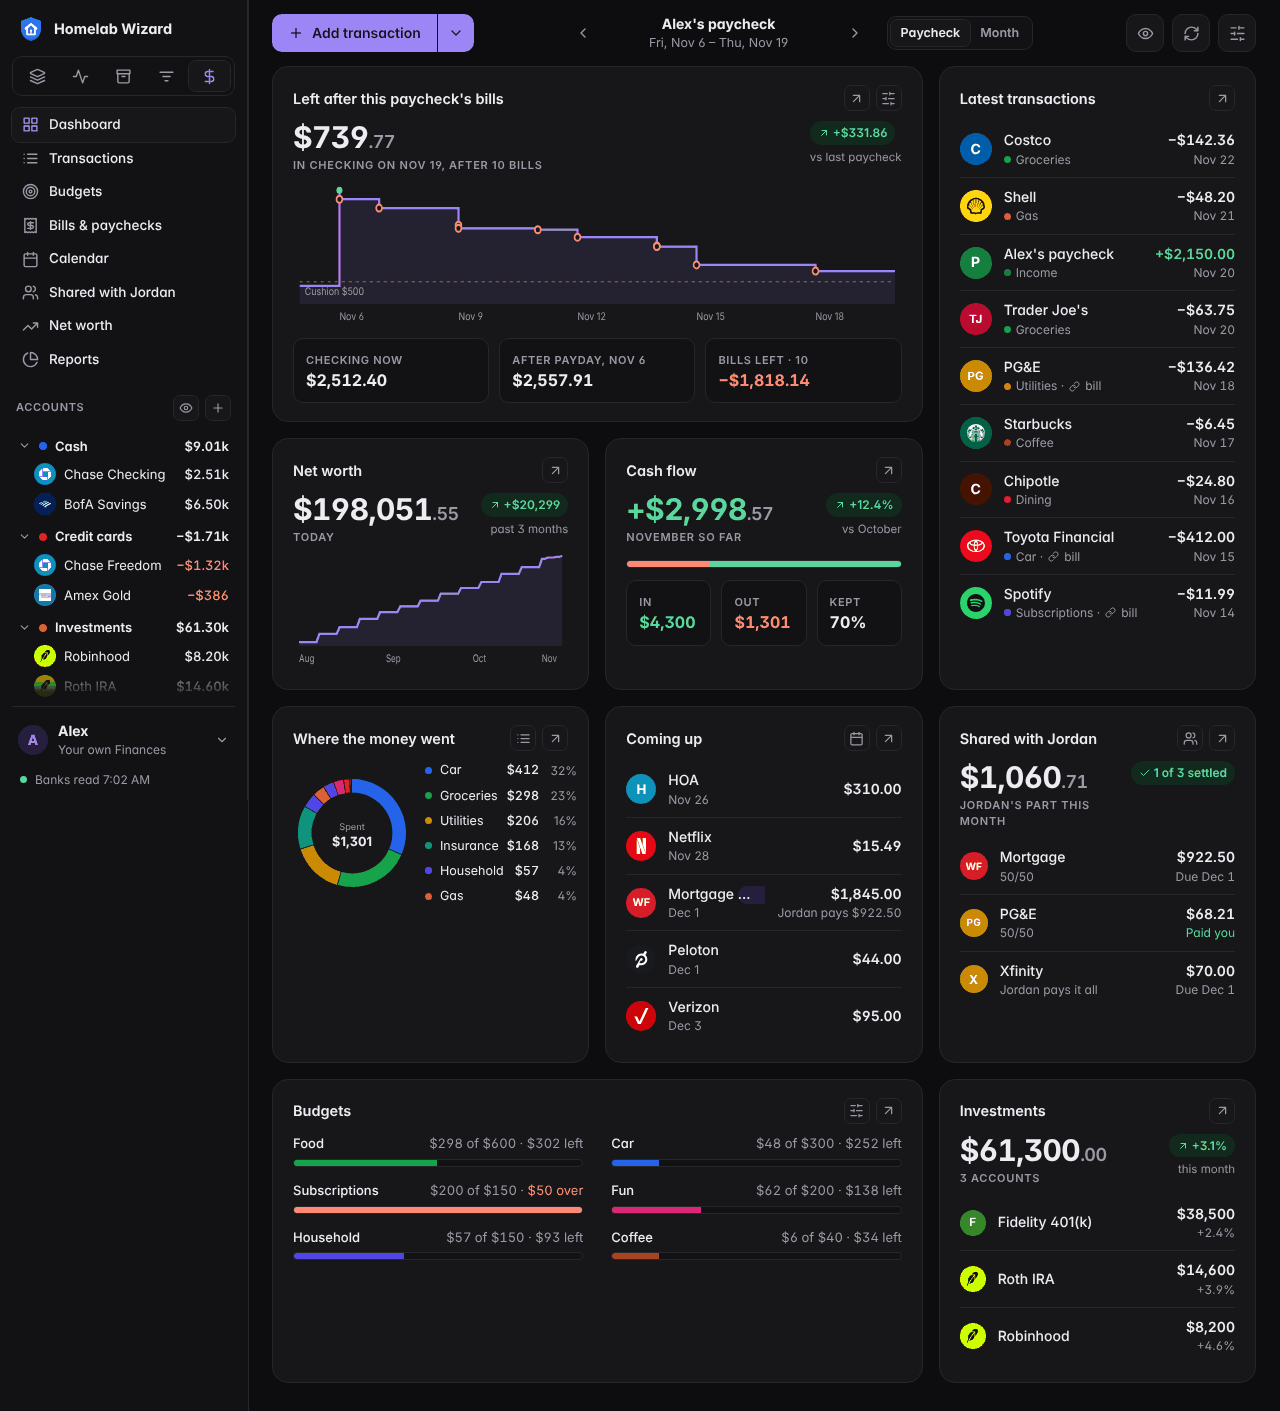 Homelab Wizard
Dashboard
Transactions
Budgets
Bills & paychecks
Calendar
Shared with Jordan
Net worth
Reports
ACCOUNTS
Cash $9.01k
Chase Checking $2.51k
BofA Savings $6.50k
Credit cards −$1.71k
Chase Freedom −$1.32k
Amex Gold −$386
Investments $61.30k
Robinhood $8.20k
Roth IRA $14.60k
A
Alex
Your own Finances
Banks read 7:02 AM
Add transaction
Alex's paycheck
Fri, Nov 6 – Thu, Nov 19
Paycheck Month
Left after this paycheck's bills
$739.77
+$331.86
vs last paycheck
IN CHECKING ON NOV 19, AFTER 10 BILLS
Cushion $500
Nov 6 Nov 9 Nov 12 Nov 15 Nov 18
CHECKING NOW
$2,512.40
AFTER PAYDAY, NOV 6
$2,557.91
BILLS LEFT · 10
−$1,818.14
Latest transactions
C Costco −$142.36
Groceries Nov 22
Shell −$48.20
Gas Nov 21
P Alex's paycheck +$2,150.00
Income Nov 20
TJ Trader Joe's −$63.75
Groceries Nov 20
PG PG&E −$136.42
Utilities · bill Nov 18
Starbucks −$6.45
Coffee Nov 17
C Chipotle −$24.80
Dining Nov 16
Toyota Financial −$412.00
Car · bill Nov 15
Spotify −$11.99
Subscriptions · bill Nov 14
Net worth
$198,051.55
+$20,299
past 3 months
TODAY
Aug Sep Oct Nov
Cash flow
+$2,998.57
+12.4%
vs October
NOVEMBER SO FAR
IN
$4,300
OUT
$1,301
KEPT
70%
Where the money went
Spent
$1,301
Car $412 32%
Groceries $298 23%
Utilities $206 16%
Insurance $168 13%
Household $57 4%
Gas $48 4%
Coming up
H HOA $310.00
Nov 26
Netflix $15.49
Nov 28
WF Mortgage ... $1,845.00
Dec 1 Jordan pays $922.50
Peloton $44.00
Dec 1
Verizon $95.00
Dec 3
Shared with Jordan
$1,060.71
1 of 3 settled
JORDAN'S PART THIS
MONTH
WF Mortgage $922.50
50/50 Due Dec 1
PG PG&E $68.21
50/50 Paid you
X Xfinity $70.00
Jordan pays it all Due Dec 1
Budgets
Food $298 of $600 · $302 left
Car $48 of $300 · $252 left
Subscriptions $200 of $150 · $50 over
Fun $62 of $200 · $138 left
Household $57 of $150 · $93 left
Coffee $6 of $40 · $34 left
Investments
$61,300.00
+3.1%
this month
3 ACCOUNTS
F Fidelity 401(k) $38,500
+2.4%
Roth IRA $14,600
+3.9%
Robinhood $8,200
+4.6%